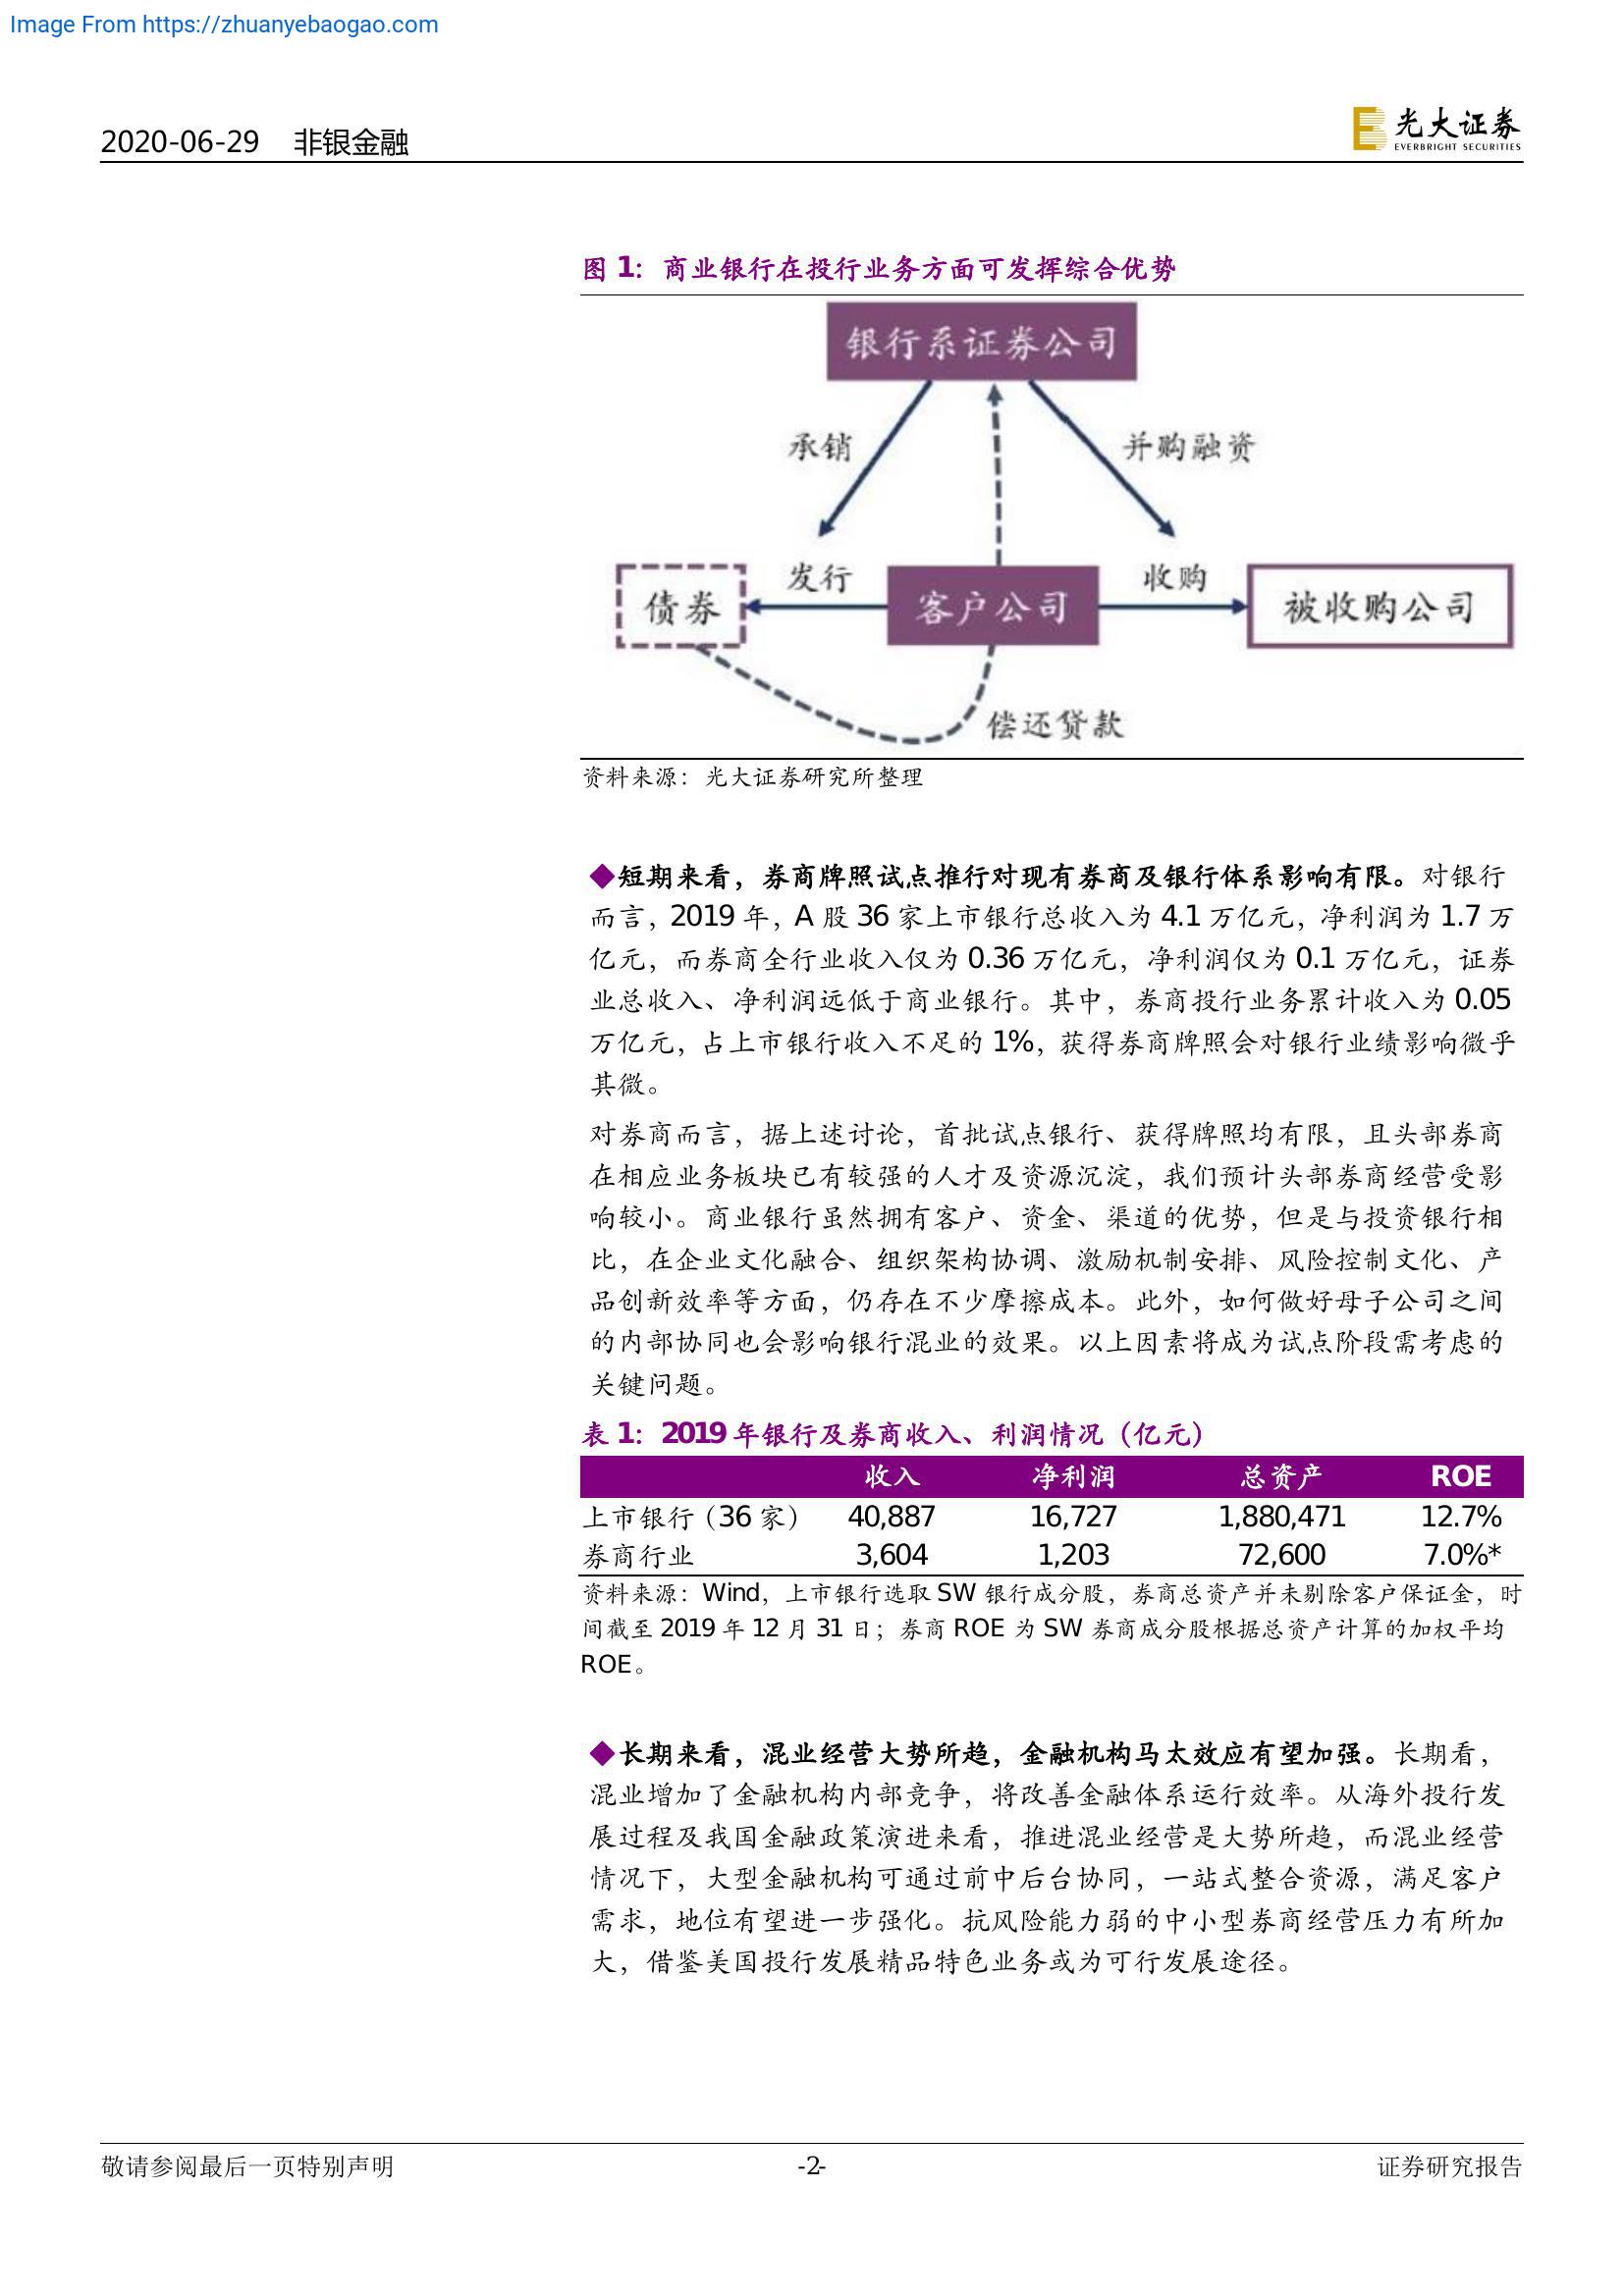 Image From https://zhuanyebaogao.com
2020-06-29 非银金融
光大证券
EVERBRIGHT SECURITIES
图 1：商业银行在投行业务方面可发挥综合优势
银行系证券公司
承销
并购融资
发行
收购
债券
客户公司
被收购公司
偿还贷款
资料来源：光大证券研究所整理
◆短期来看，券商牌照试点推行对现有券商及银行体系影响有限。对银行
而言，2019 年，A 股 36 家上市银行总收入为 4.1 万亿元，净利润为 1.7 万
亿元，而券商全行业收入仅为 0.36 万亿元，净利润仅为 0.1 万亿元，证券
业总收入、净利润远低于商业银行。其中，券商投行业务累计收入为 0.05
万亿元，占上市银行收入不足的 1%，获得券商牌照会对银行业绩影响微乎
其微。
对券商而言，据上述讨论，首批试点银行、获得牌照均有限，且头部券商
在相应业务板块已有较强的人才及资源沉淀，我们预计头部券商经营受影
响较小。商业银行虽然拥有客户、资金、渠道的优势，但是与投资银行相
比，在企业文化融合、组织架构协调、激励机制安排、风险控制文化、产
品创新效率等方面，仍存在不少摩擦成本。此外，如何做好母子公司之间
的内部协同也会影响银行混业的效果。以上因素将成为试点阶段需考虑的
关键问题。
表 1：2019 年银行及券商收入、利润情况（亿元）
收入 净利润 总资产 ROE
上市银行（36 家） 40,887 16,727 1,880,471 12.7%
券商行业 3,604 1,203 72,600 7.0%*
资料来源：Wind，上市银行选取 SW 银行成分股，券商总资产并未剔除客户保证金，时
间截至 2019 年 12 月 31 日；券商 ROE 为 SW 券商成分股根据总资产计算的加权平均
ROE。
◆长期来看，混业经营大势所趋，金融机构马太效应有望加强。长期看，
混业增加了金融机构内部竞争，将改善金融体系运行效率。从海外投行发
展过程及我国金融政策演进来看，推进混业经营是大势所趋，而混业经营
情况下，大型金融机构可通过前中后台协同，一站式整合资源，满足客户
需求，地位有望进一步强化。抗风险能力弱的中小型券商经营压力有所加
大，借鉴美国投行发展精品特色业务或为可行发展途径。
敬请参阅最后一页特别声明 -2- 证券研究报告